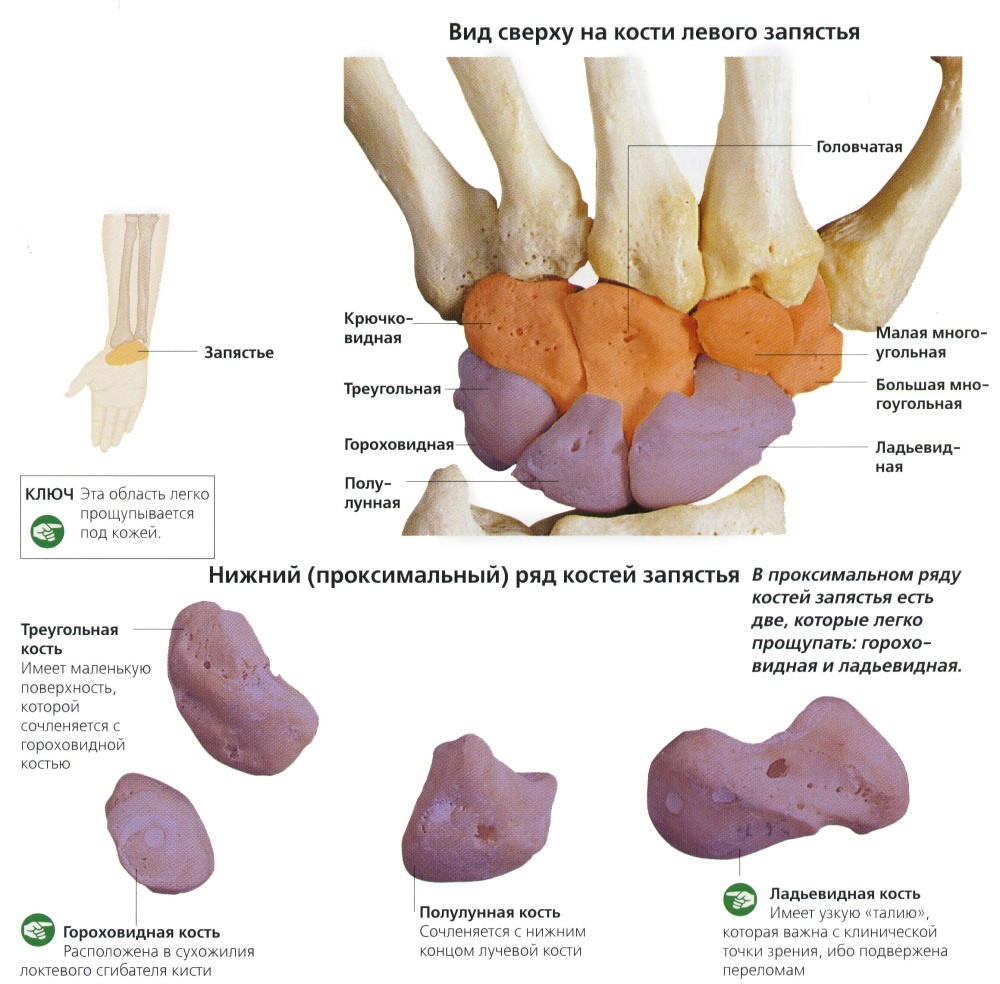 Вид сверху на кости левого запястья
Головчатая
Крючко-
видная
Треугольная
Гороховидная
Полу-
лунная
Малая много-
угольная
Большая мно-
гоугольная
Ладьевид-
ная
Запястье
КЛЮЧ Эта область легко
прощупывается
под кожей.
Нижний (проксимальный) ряд костей запястья
В проксимальном ряду
костей запястья есть
две, которые легко
прощупать: горохо-
видная и ладьевидная.
Треугольная
кость
Имеет маленькую
поверхность,
которой
сочленяется с
гороховидной
костью
Гороховидная кость
Расположена в сухожилия
локтевого сгибателя кисти
Полулунная кость
Сочленяется с нижним
концом лучевой кости
Ладьевидная кость
Имеет узкую «талию»,
которая важна с клинической
точки зрения, ибо подвержена
переломам